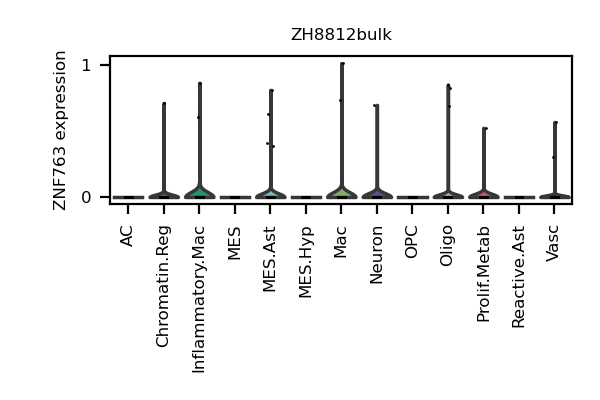 ZH8812bulk
ZNF763 expression
1
0
AC
Chromatin.Reg
Inflammatory.Mac
MES
MES.Ast
MES.Hyp
Mac
Neuron
OPC
Oligo
Prolif.Metab
Reactive.Ast
Vasc